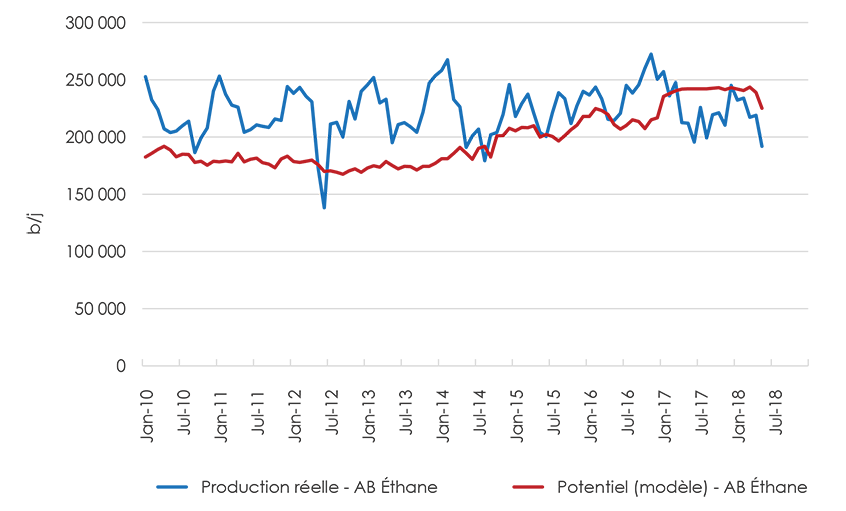 300 000
250 000
200 000
150 000
100 000
50 000
0
b/j
Jan-10
Jul-10
Jan-11
Jul-11
Jan-12
Jul-12
Jan-13
Jul-13
Jan-14
Jul-14
Jan-15
Jul-15
Jan-16
Jul-16
Jan-17
Jul-17
Jan-18
Jul-18
Production réelle - AB Éthane
Potentiel (modèle) - AB Éthane